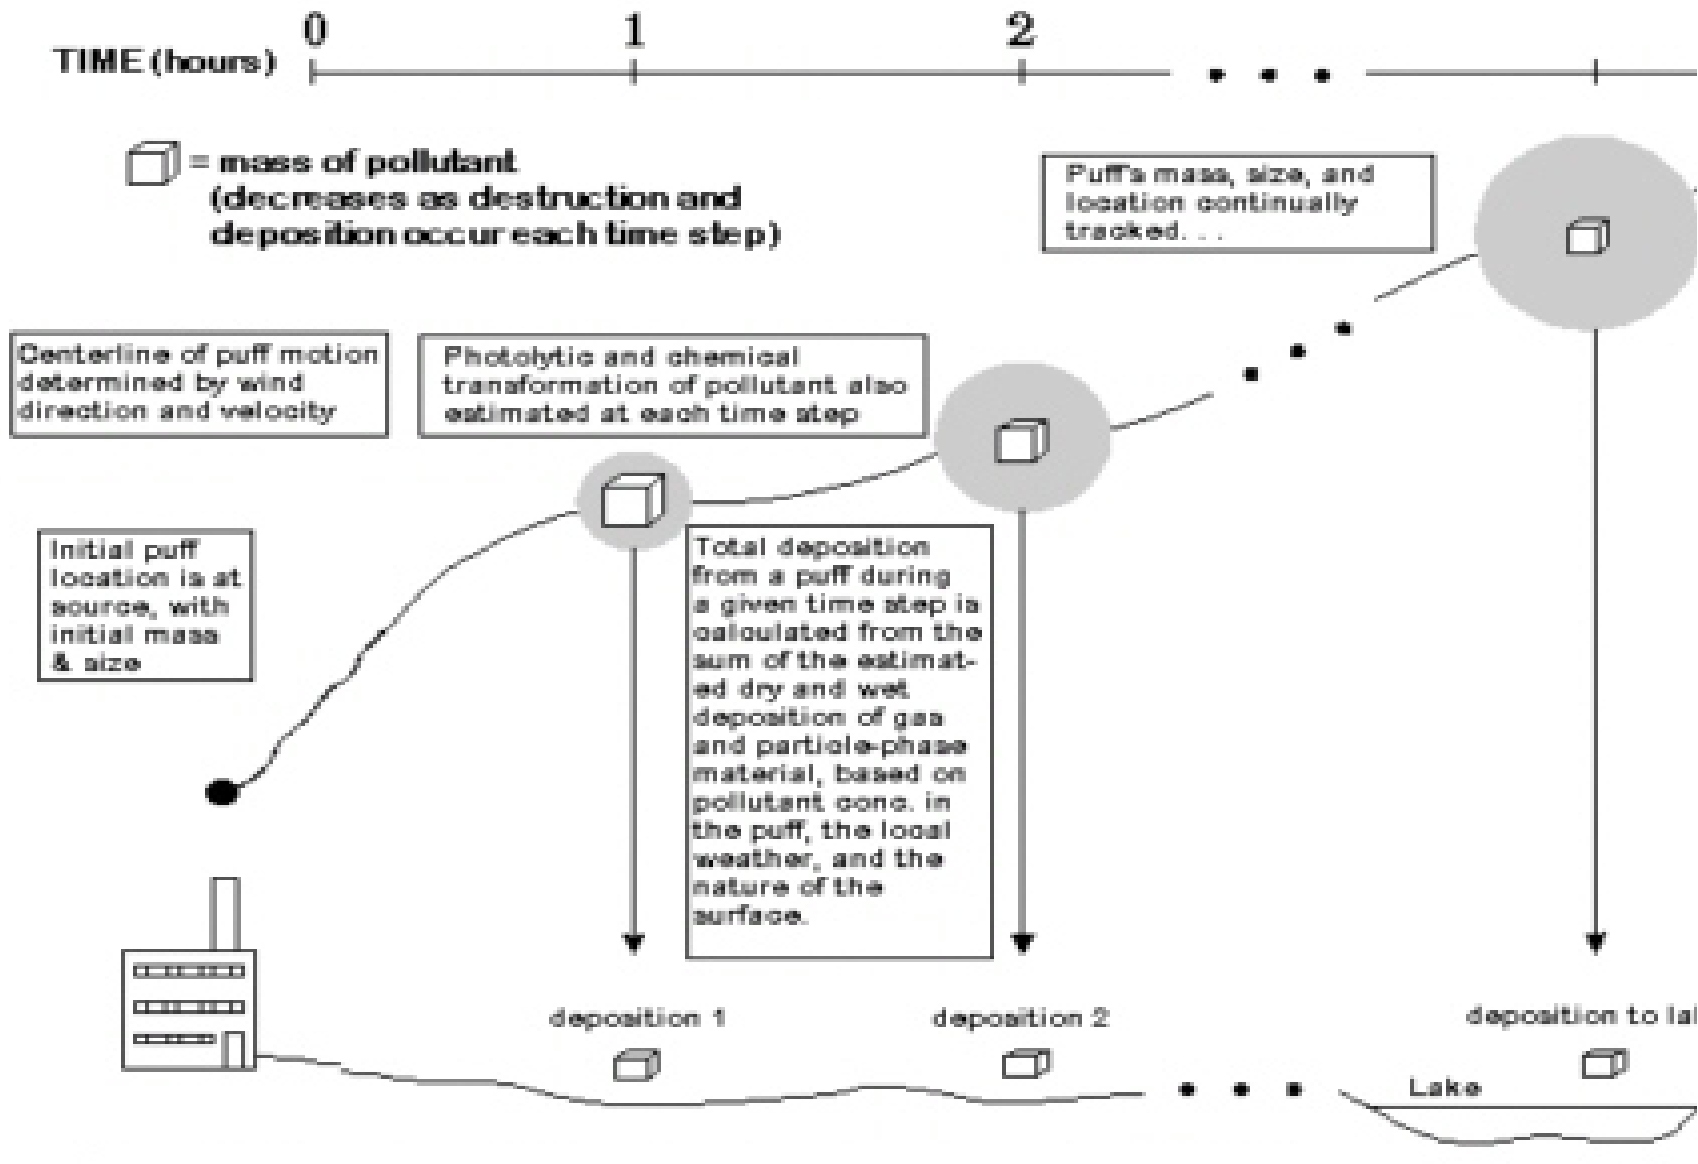 0 1 2
TIME (hours)
= mass of pollutant
(decreases as destruction and
deposition occur each time step)
Puff's mass, size, and
location continually
tracked. . .
Centerline of puff motion
determined by wind
direction and velocity
Photolytic and chemical
transformation of pollutant also
estimated at each time step
Initial puff
location is at
source, with
initial mass
& size
Total deposition
from a puff during
a given time step is
calculated from the
sum of the estimat-
ed dry and wet
deposition of gas
and particle-phase
material, based on
pollutant conc. in
the puff, the local
weather, and the
nature of the
surface.
deposition 1
deposition 2
deposition to
Lake